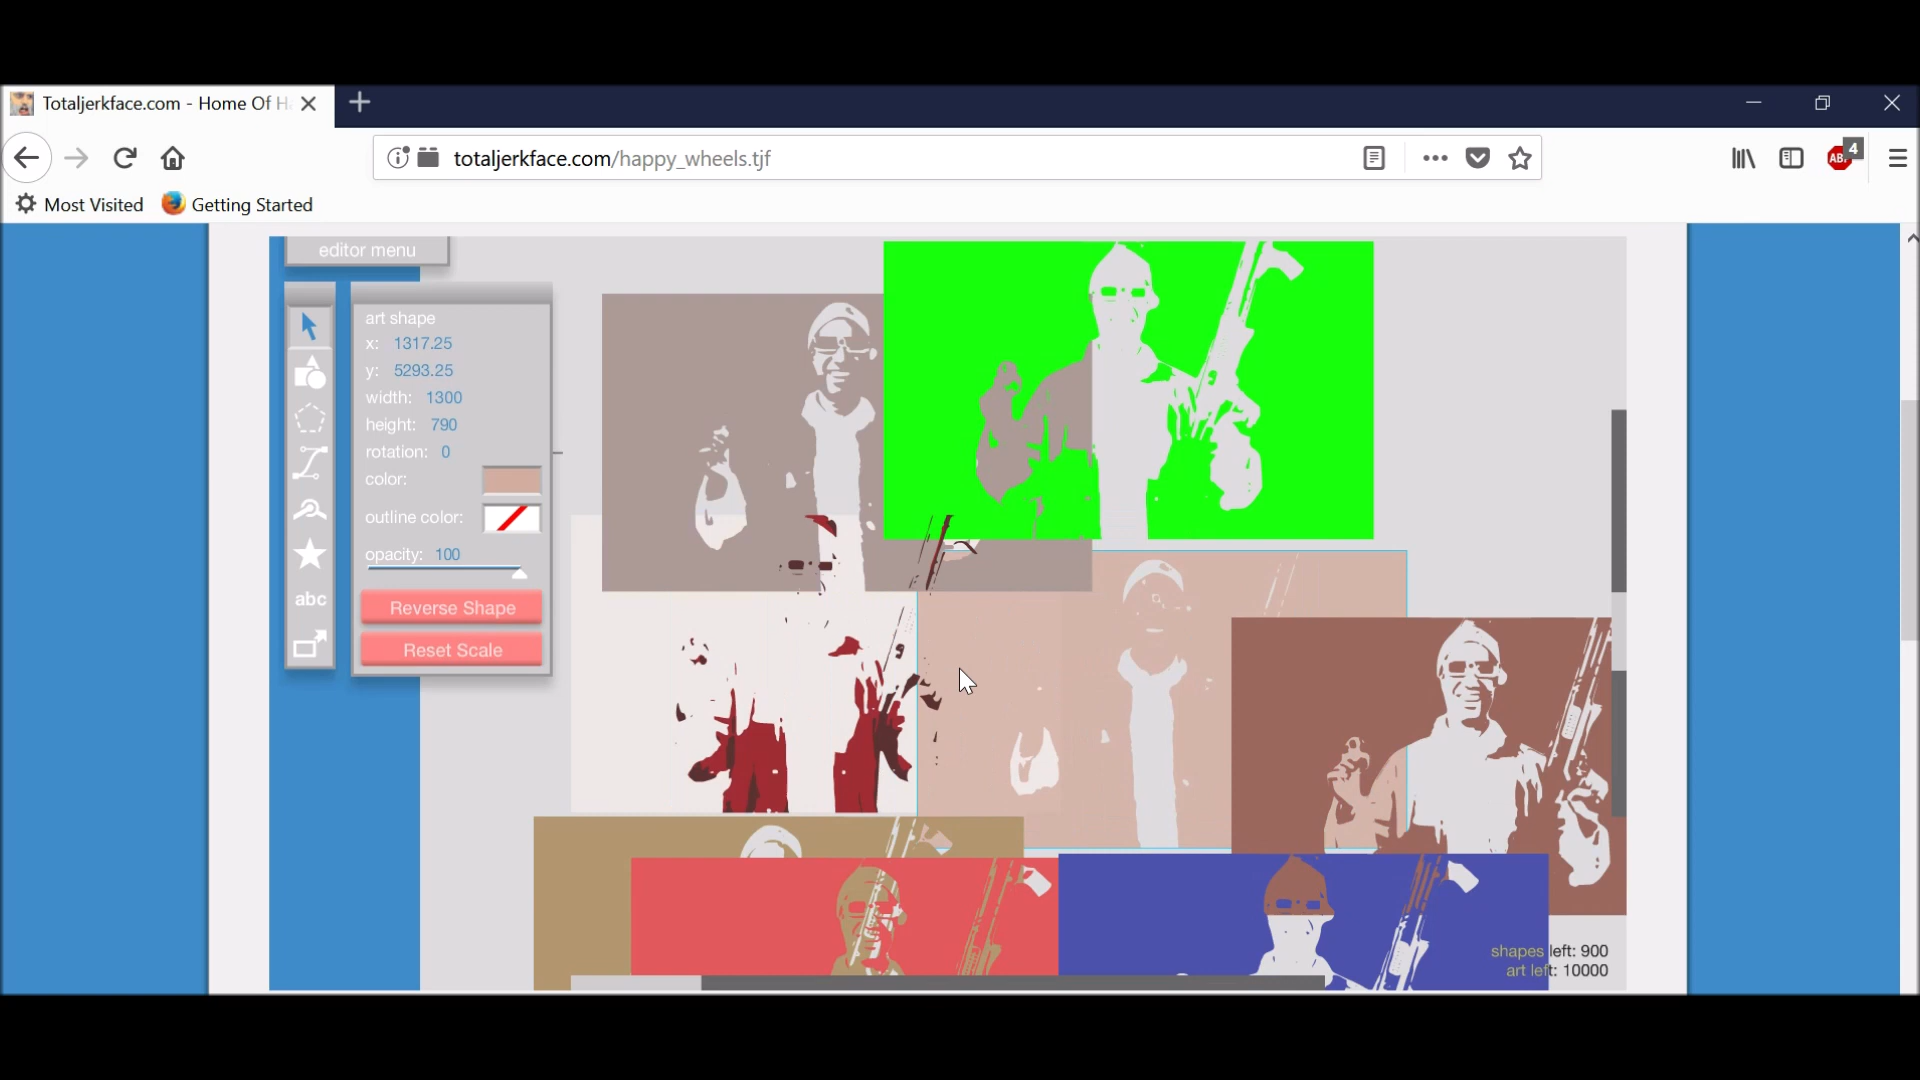 Totaljerkface.com - Home Of H
totaljerkface.com/happy_wheels.tjf
ABP
4
Most Visited
Getting Started
editor menu
art shape
x: 1317.25
y: 5293.25
width: 1300
height: 790
rotation: 0
color:
outline color:
opacity: 100
abc
Reverse Shape
Reset Scale
shapes left: 900
art left: 10000